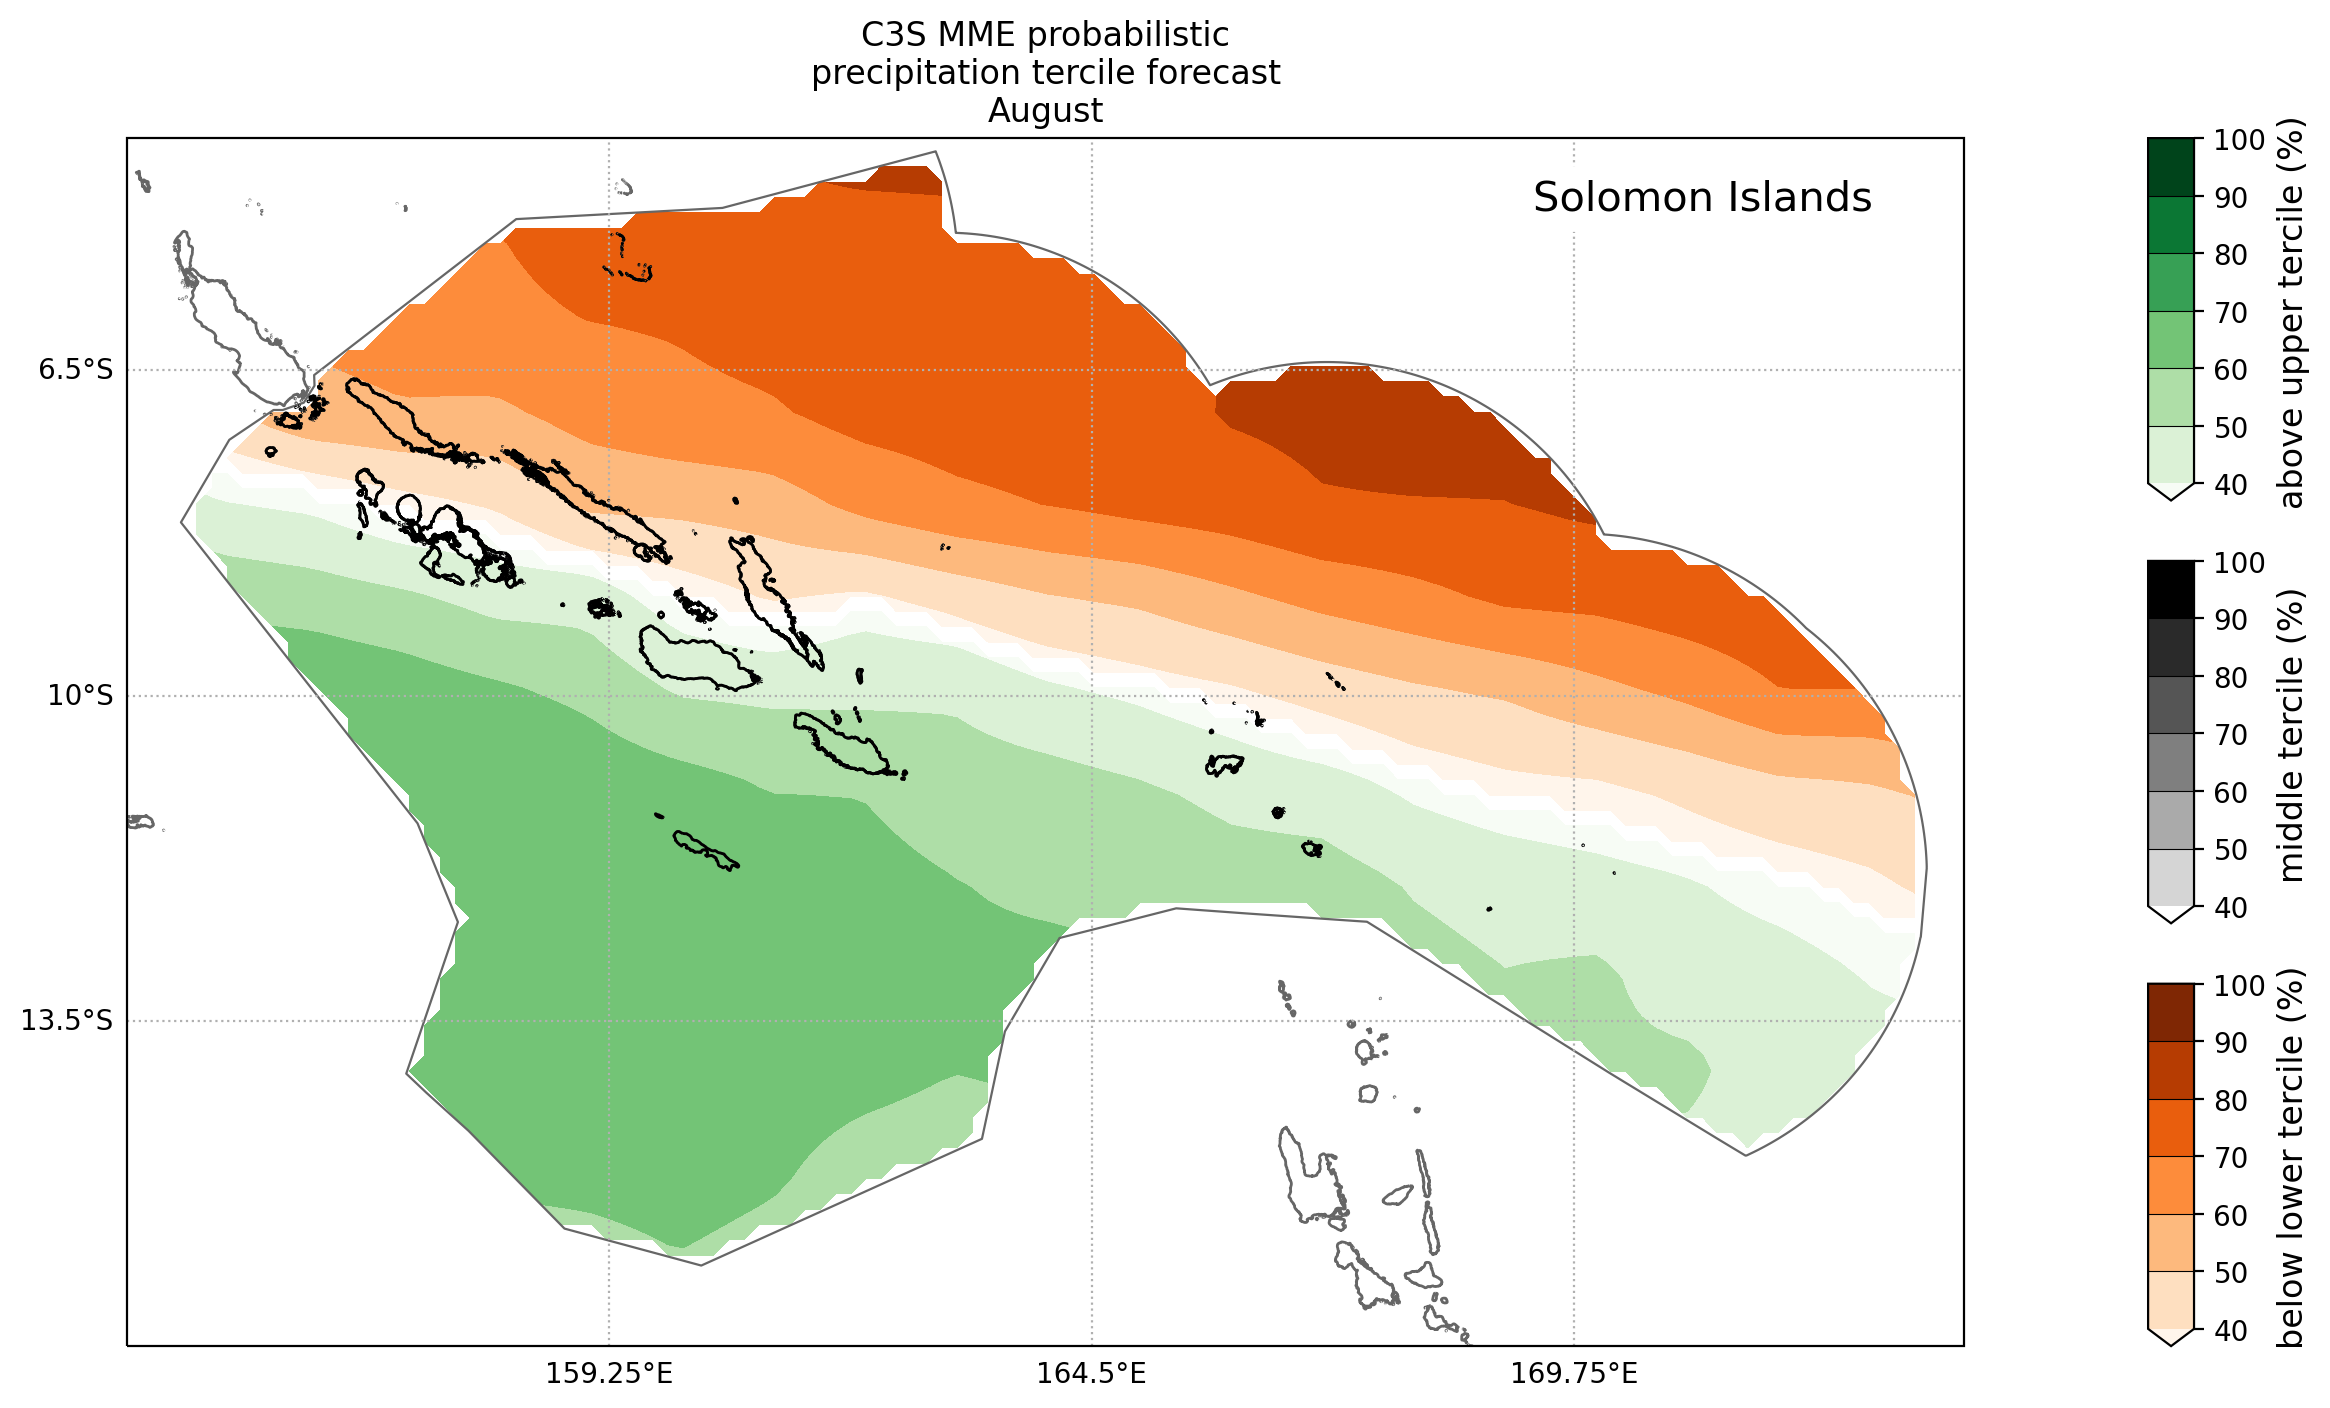 C3S MME probabilistic
precipitation tercile forecast
August
Solomon Islands
6.5°S
10°S
13.5°S
159.25°E
164.5°E
169.75°E
100
90
80
70
60
50
40
above upper tercile (%)
100
90
80
70
60
50
40
middle tercile (%)
100
90
80
70
60
50
40
below lower tercile (%)